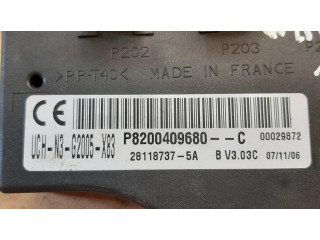 P202 P203
>PP-T40< MADE IN FRANCE
CE
UCH-N3-G2005-X83
P8200409680--C 00029872
28118737-5A B V3.03C 07/11/06